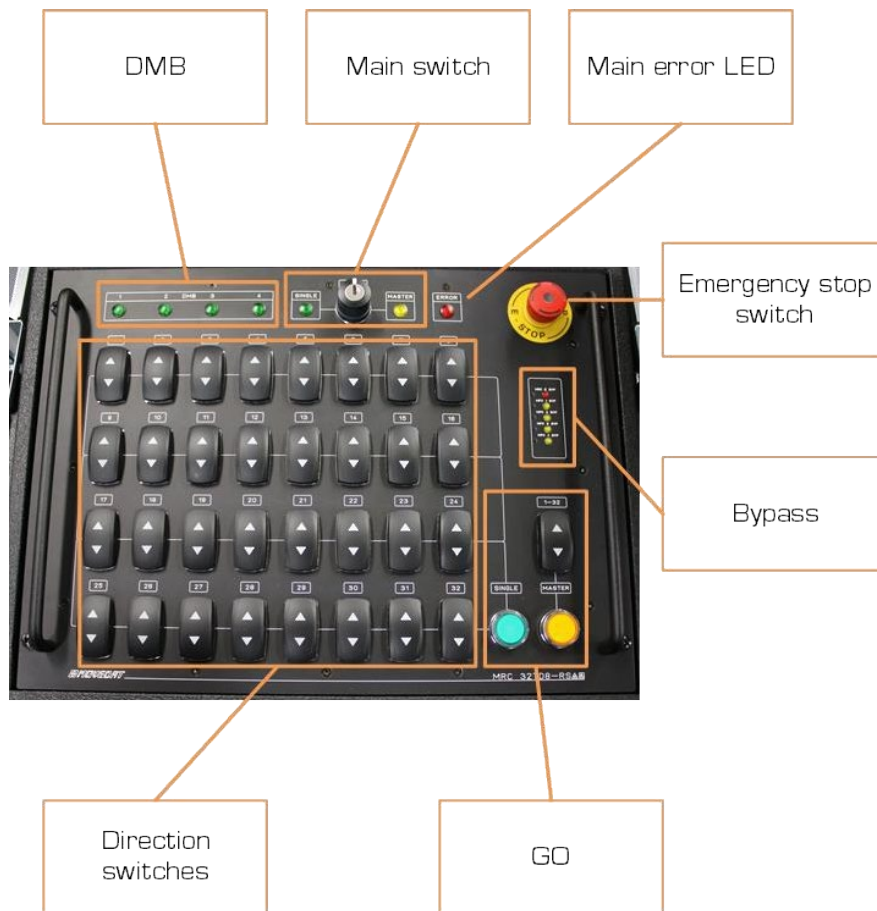 DMB
Main switch
Main error LED
Emergency stop
switch
1 2 DMB 3 4
SINGLE
MASTER
ERROR
STOP
Bypass
9 10 11 12 13 14 15 16
17 18 19 20 21 22 23 24
1-32
25 26 27 28 29 30 31 32
SINGLE
MASTER
MOVECAT
Direction
switches
GO